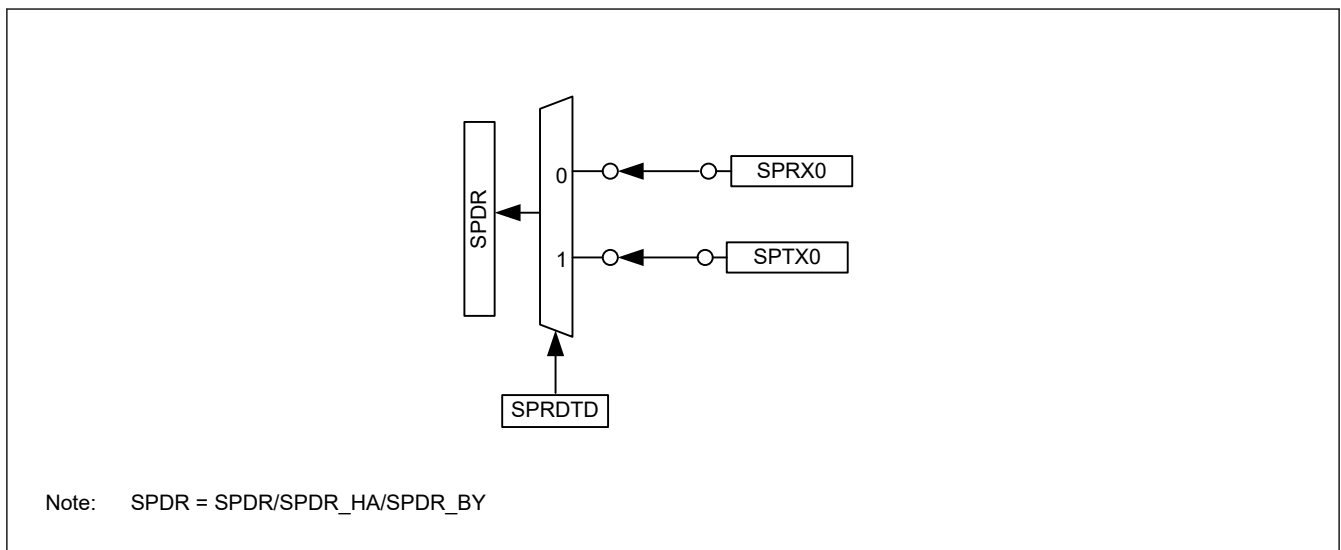 SPDR
0
SPRX0
1
SPTX0
SPRDTD
Note: SPDR = SPDR/SPDR_HA/SPDR_BY